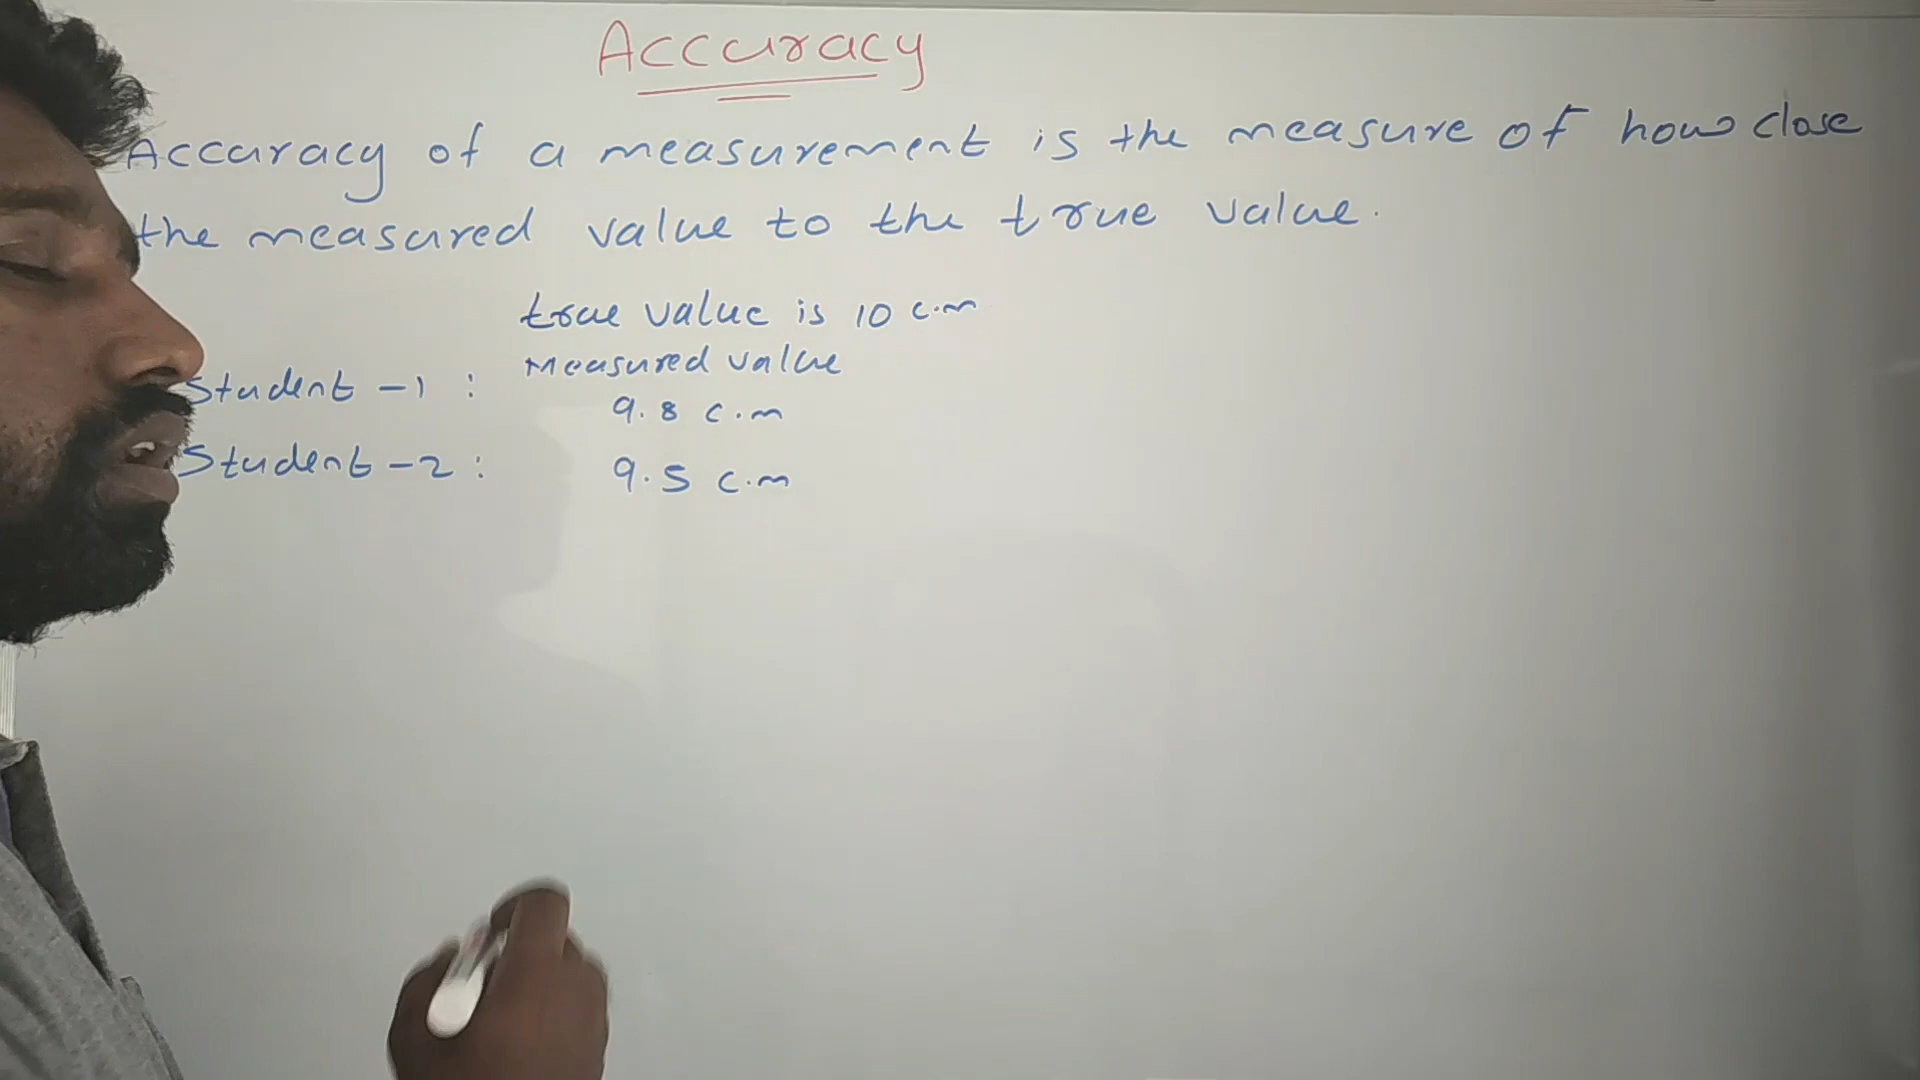 Accuracy
Accuracy of a measurement is the measure of how close
the measured value to the true value.
true value is 10 c.m
Measured value
Student -1 :
9.8 c.m
Student -2 : 9.5 c.m